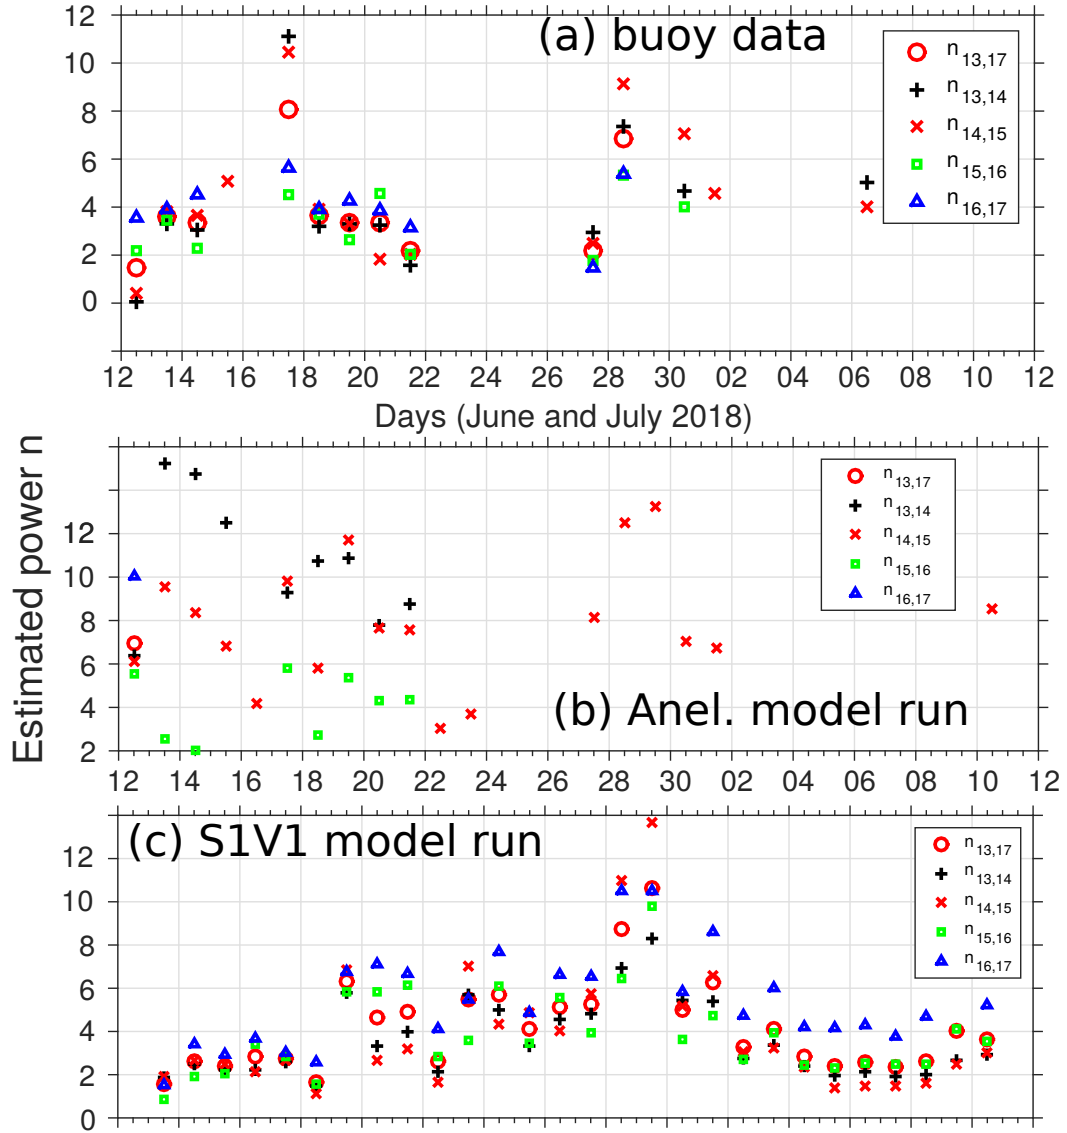 (a) buoy data
12
10
8
6
4
2
0
n13,17
n13,14
n14,15
n15,16
n16,17
12 14 16 18 20 22 24 26 28 30 02 04 06 08 10 12
Days (June and July 2018)
Estimated power n
12
10
8
6
4
2
n13,17
n13,14
n14,15
n15,16
n16,17
(b) Anel. model run
12 14 16 18 20 22 24 26 28 30 02 04 06 08 10 12
(c) S1V1 model run
12
10
8
6
4
2
0
n13,17
n13,14
n14,15
n15,16
n16,17